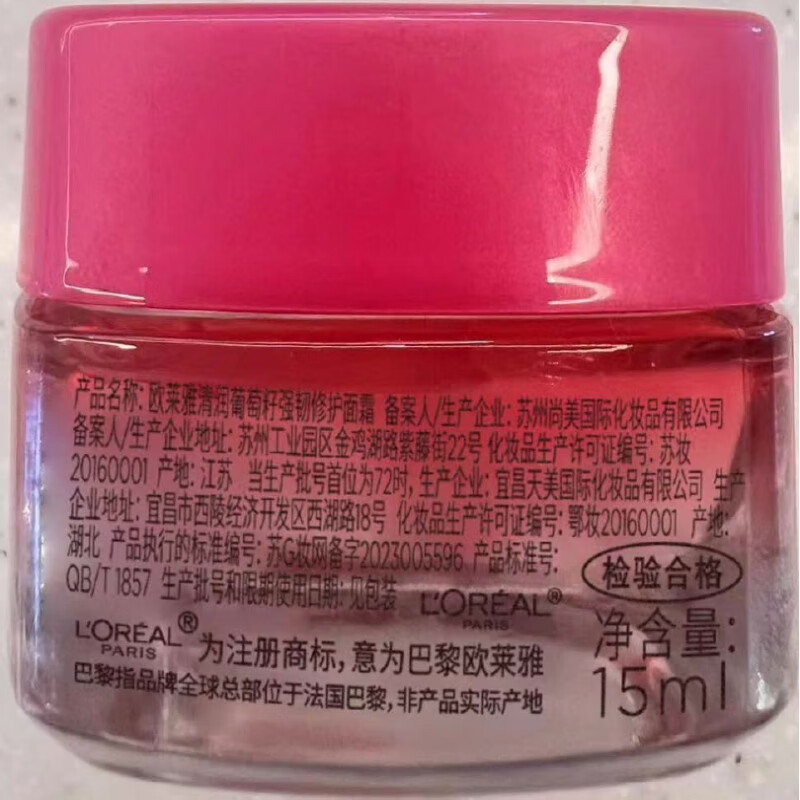 产品名称: 欧莱雅清润葡萄籽强韧修护面霜 备案人/生产企业: 苏州尚美国际化妆品有限公司
备案人/生产企业地址: 苏州工业园区金鸡湖路紫藤街22号 化妆品生产许可证编号: 苏妆
20160001 产地: 江苏 当生产批号首位为72时, 生产企业: 宜昌天美国际化妆品有限公司 生产
企业地址: 宜昌市西陵经济开发区西湖路18号 化妆品生产许可证编号: 鄂妆20160001 产地:
湖北 产品执行的标准编号: 苏G妆网备字2023005596 产品标准号:
QB/T 1857 生产批号和限期使用日期: 见包装
检验合格
L'ORÉAL®
PARIS
L'ORÉAL® 为注册商标, 意为巴黎欧莱雅
PARIS
巴黎指品牌全球总部位于法国巴黎, 非产品实际产地
净含量:
15ml